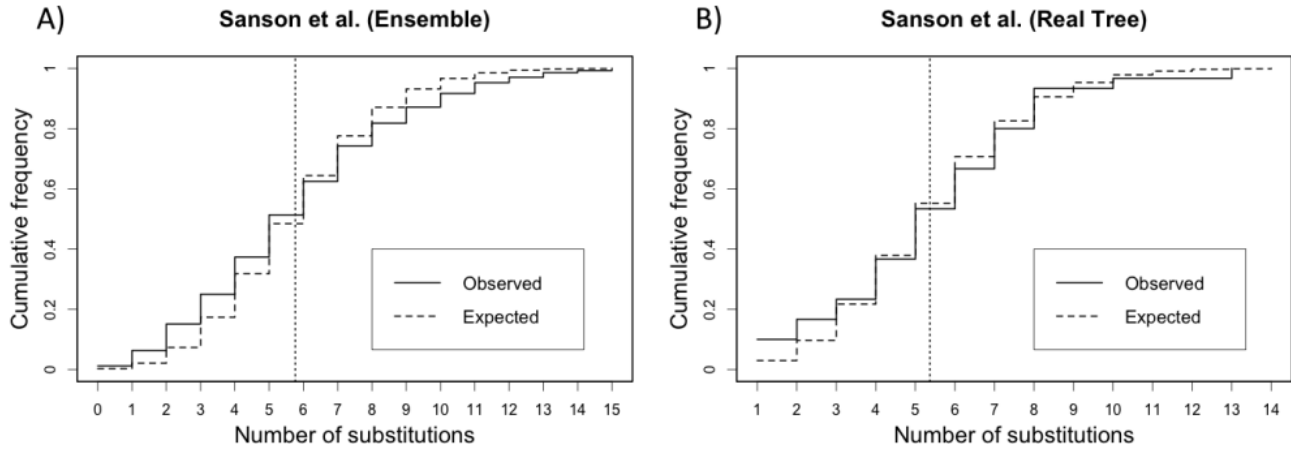 A)
Sanson et al. (Ensemble)
Cumulative frequency
1
0.8
0.6
0.4
0.2
0
Observed
Expected
0 1 2 3 4 5 6 7 8 9 10 11 12 13 14 15
Number of substitutions
B)
Sanson et al. (Real Tree)
Cumulative frequency
1
0.8
0.6
0.4
0.2
0
Observed
Expected
1 2 3 4 5 6 7 8 9 10 11 12 13 14
Number of substitutions